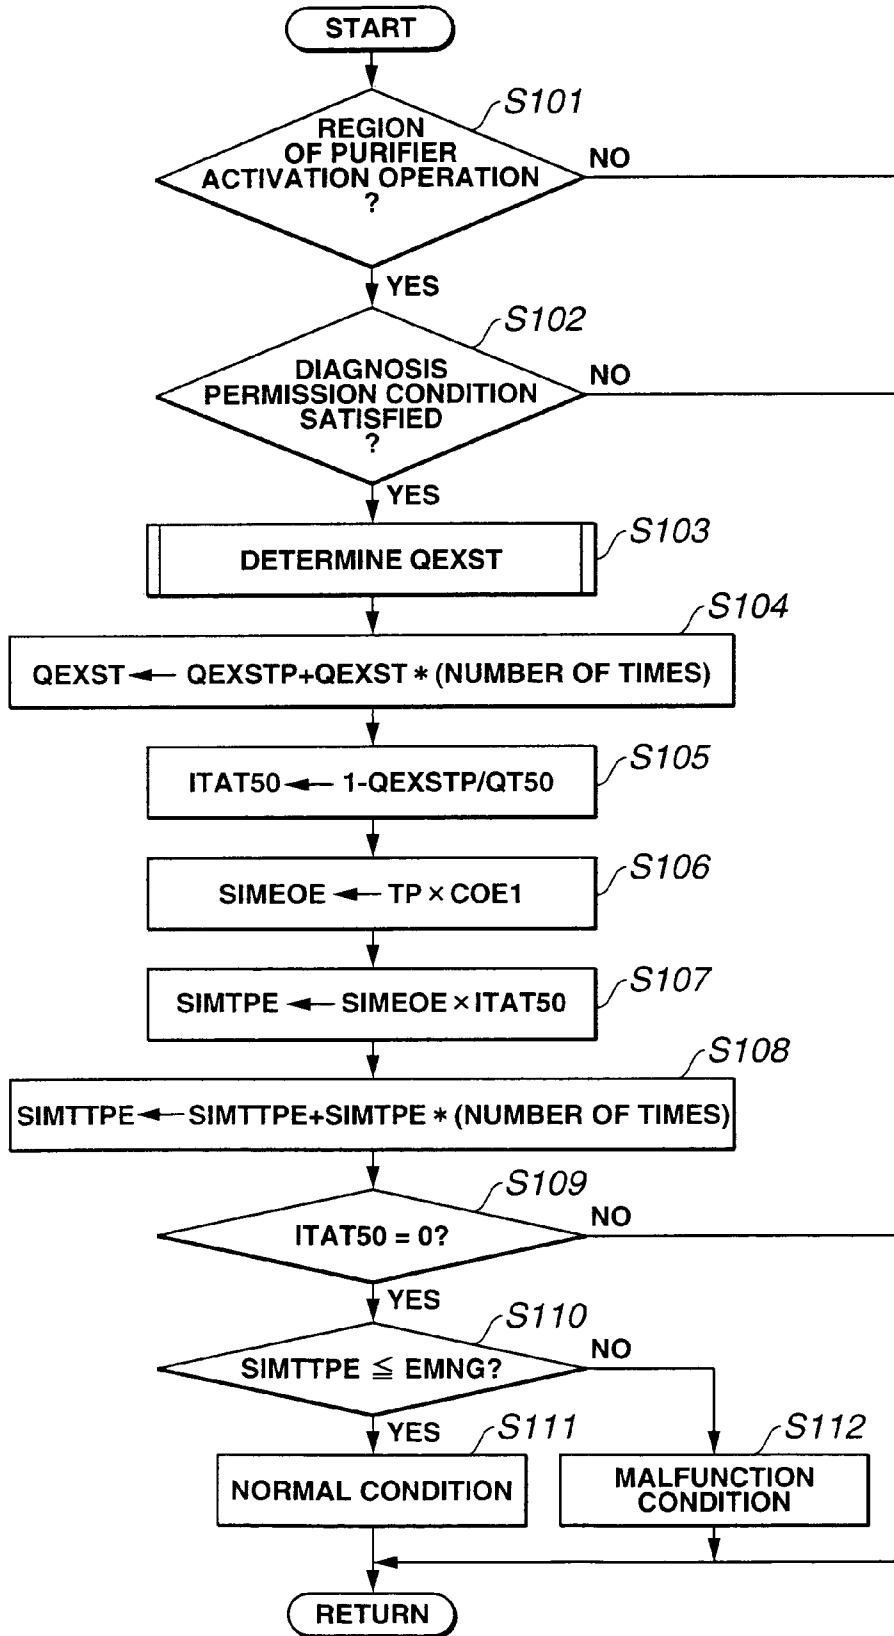 START
S101
REGION
OF PURIFIER
ACTIVATION OPERATION
?
NO
YES
S102
DIAGNOSIS
PERMISSION CONDITION
SATISFIED
?
NO
YES
S103
DETERMINE QEXST
S104
QEXST ← QEXSTP+QEXST * (NUMBER OF TIMES)
S105
ITAT50 ← 1-QEXSTP/QT50
S106
SIMEOE ← TP × COE1
S107
SIMTPE ← SIMEOE × ITAT50
S108
SIMTTPE ← SIMTTPE+SIMTPE * (NUMBER OF TIMES)
S109
ITAT50 = 0?
NO
YES
S110
SIMTTPE ≦ EMNG?
NO
YES
S111
NORMAL CONDITION
S112
MALFUNCTION
CONDITION
RETURN